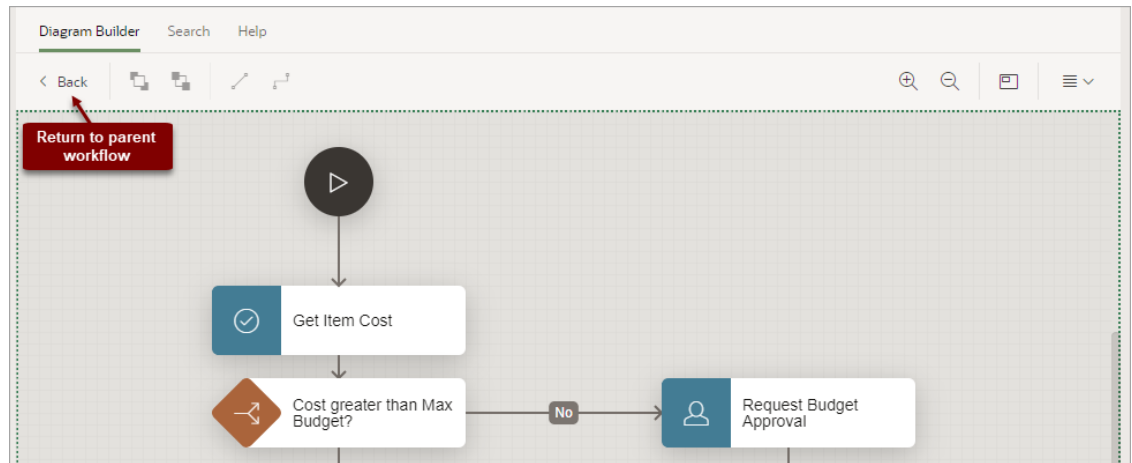 Diagram Builder Search Help
Back
Return to parent
workflow
Get Item Cost
Cost greater than Max
Budget?
No
Request Budget
Approval